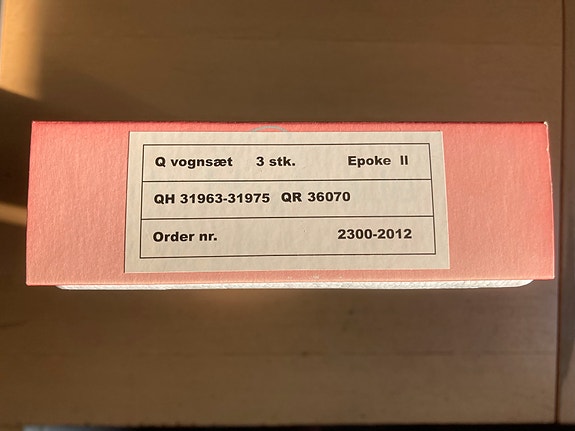 Q vognsæt 3 stk. Epoke II
QH 31963-31975 QR 36070
Order nr. 2300-2012